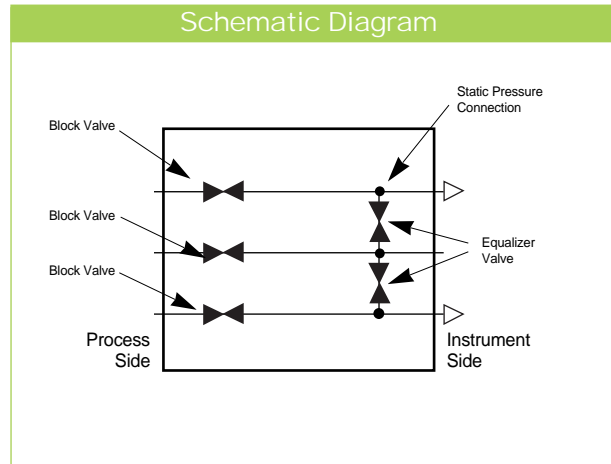 Schematic Diagram
Static Pressure
Connection
Block Valve
Block Valve
Equalizer
Valve
Block Valve
Process
Side
Instrument
Side